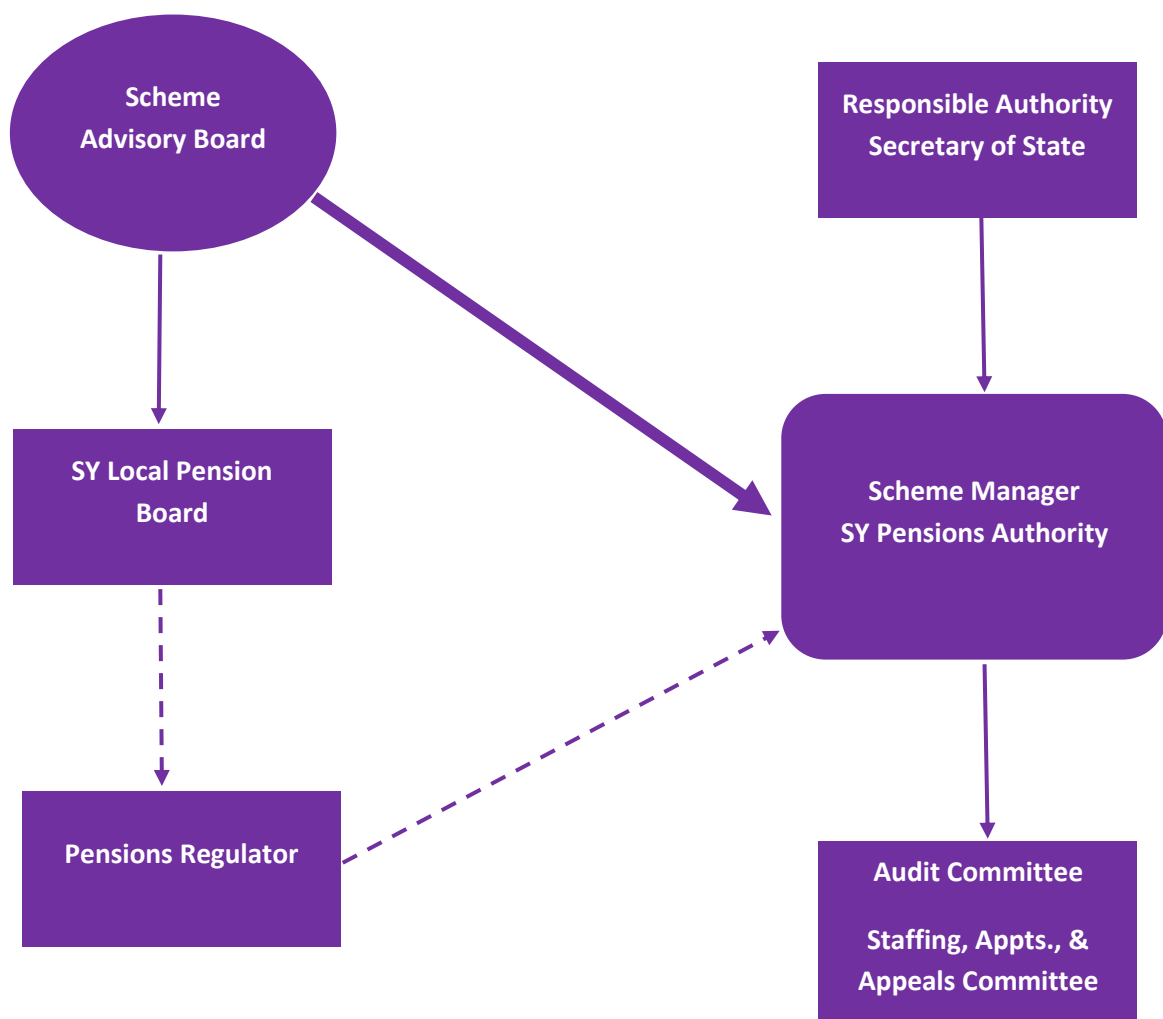 Scheme
Advisory Board
Responsible Authority
Secretary of State
SY Local Pension
Board
Scheme Manager
SY Pensions Authority
Pensions Regulator
Audit Committee
Staffing, Appts., &
Appeals Committee